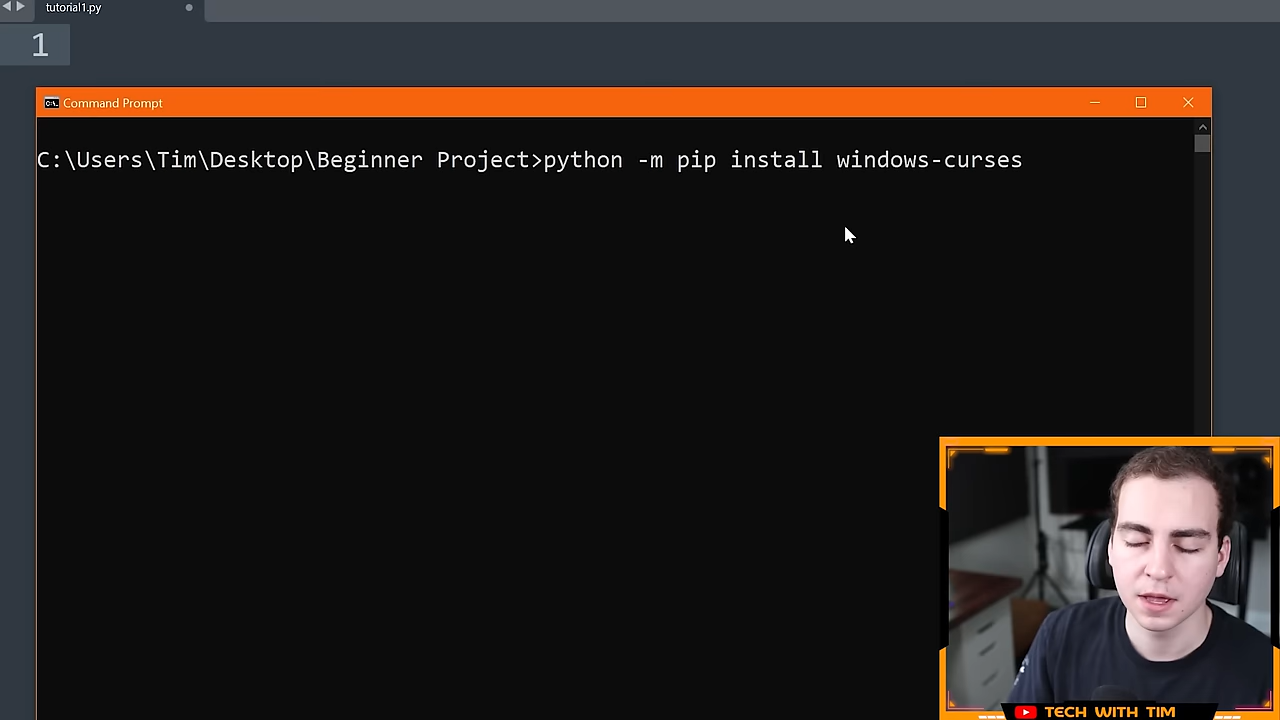 tutorial1.py
1
Command Prompt
C:\Users\Tim\Desktop\Beginner Project>python -m pip install windows-curses
TECH WITH TIM